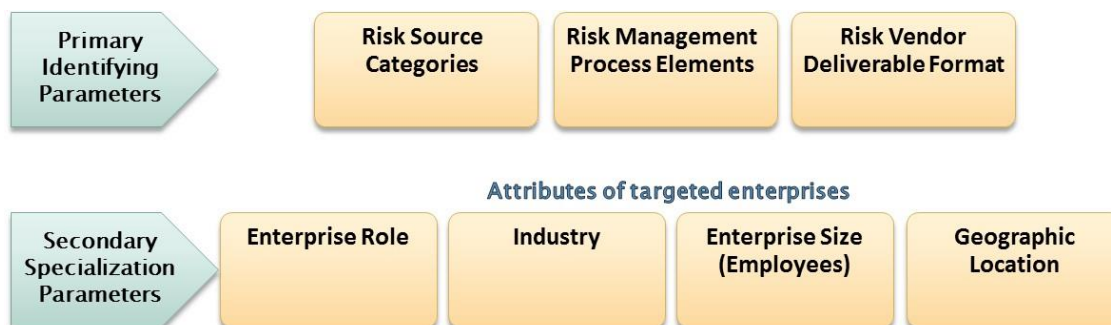 Primary
Identifying
Parameters
Risk Source
Categories
Risk Management
Process Elements
Risk Vendor
Deliverable Format
Attributes of targeted enterprises
Secondary
Specialization
Parameters
Enterprise Role
Industry
Enterprise Size
(Employees)
Geographic
Location